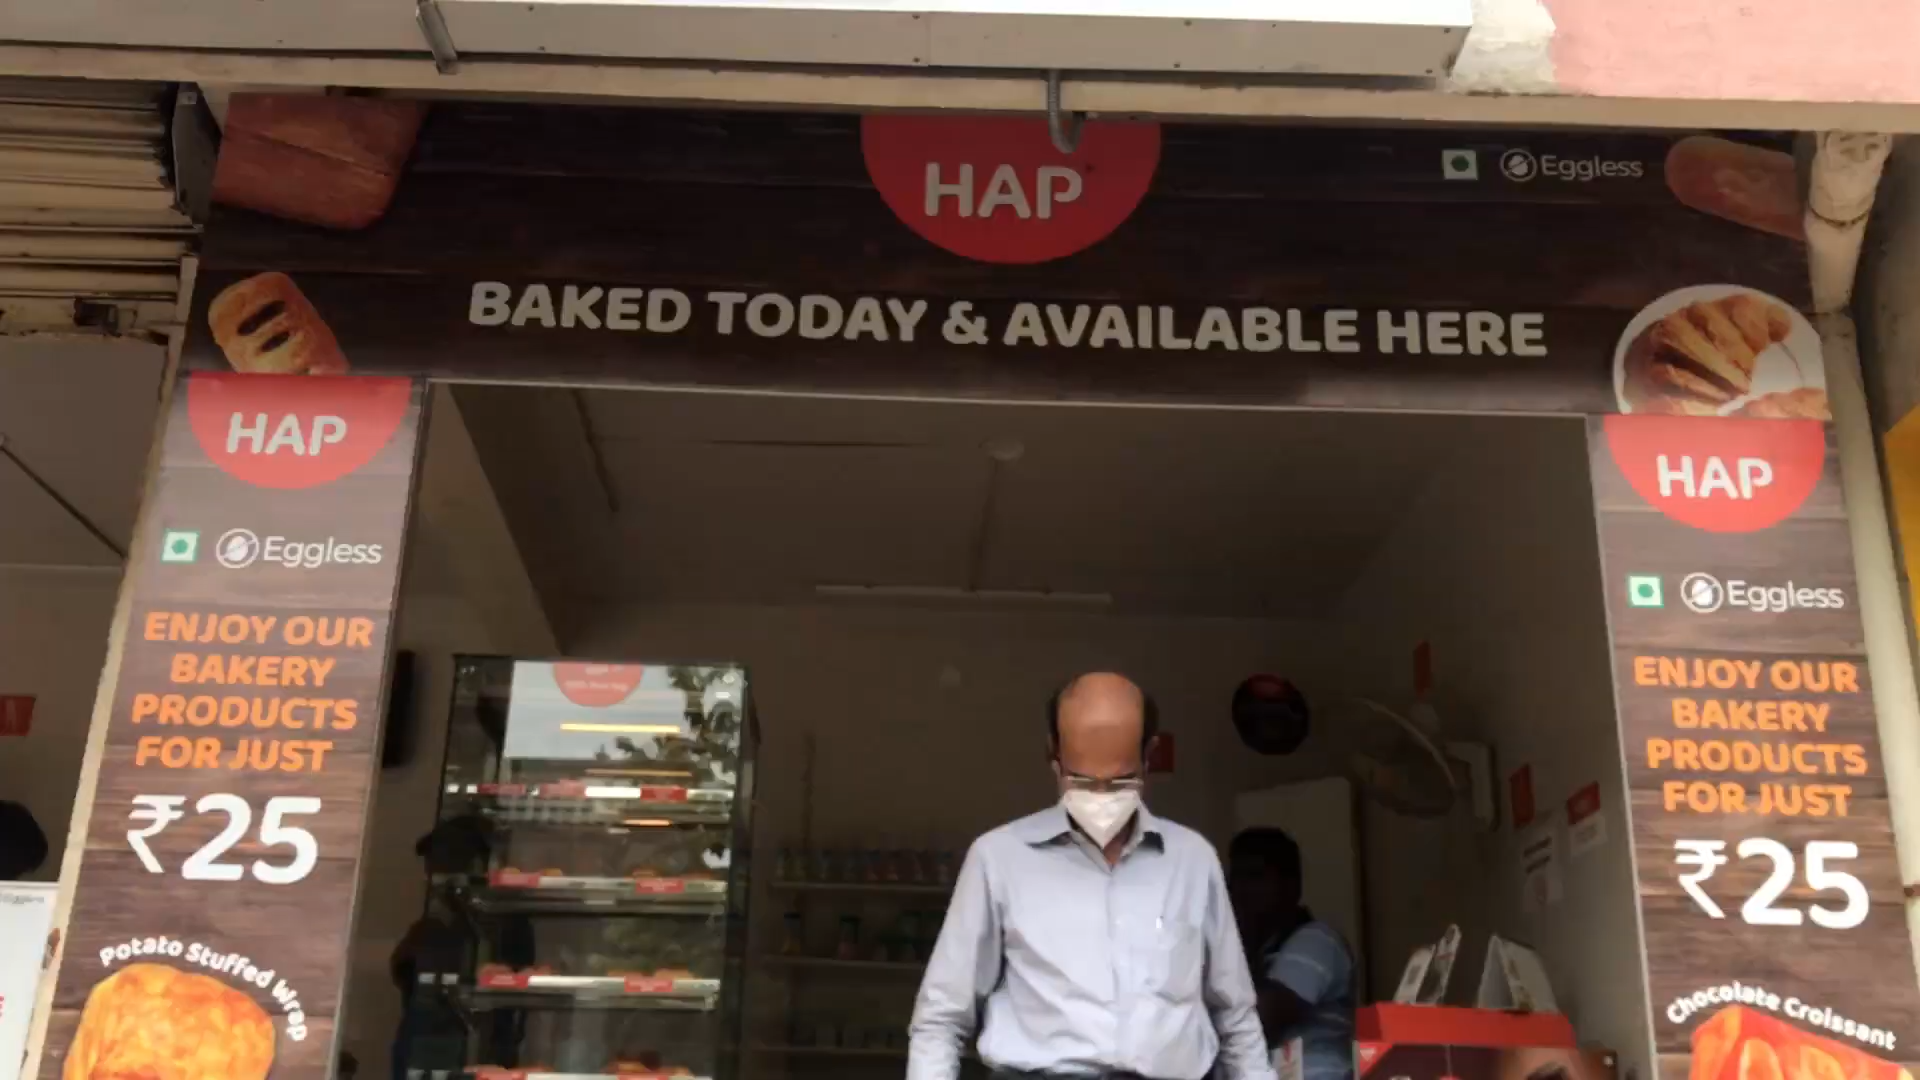 HAP
Eggless
BAKED TODAY & AVAILABLE HERE
HAP
Eggless
ENJOY OUR
BAKERY
PRODUCTS
FOR JUST
₹25
Potato Stuffed Wrap
HAP
Eggless
ENJOY OUR
BAKERY
PRODUCTS
FOR JUST
₹25
Chocolate Croissant